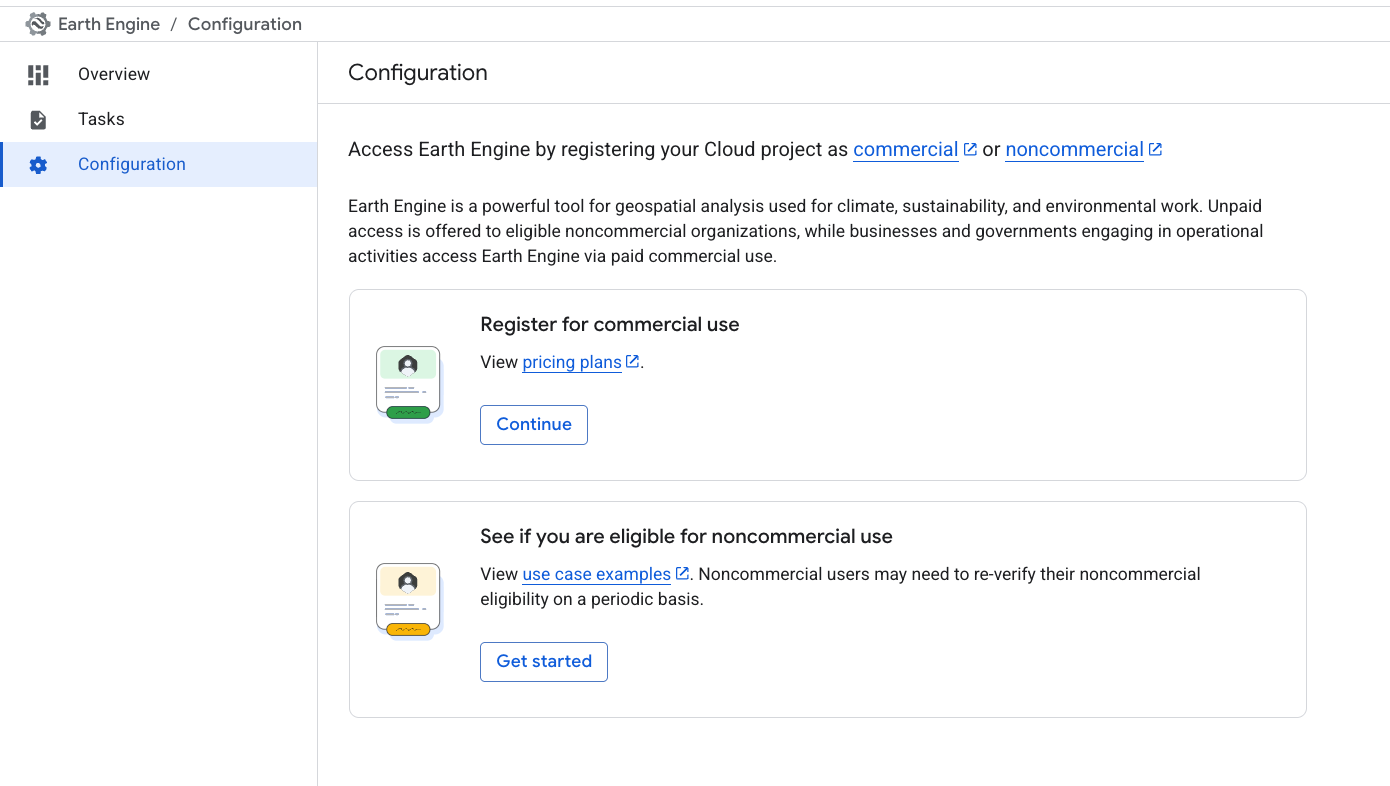 Earth Engine / Configuration
Overview
Tasks
Configuration
Configuration
Access Earth Engine by registering your Cloud project as commercial or noncommercial
Earth Engine is a powerful tool for geospatial analysis used for climate, sustainability, and environmental work. Unpaid
access is offered to eligible noncommercial organizations, while businesses and governments engaging in operational
activities access Earth Engine via paid commercial use.
Register for commercial use
View pricing plans.
Continue
See if you are eligible for noncommercial use
View use case examples. Noncommercial users may need to re-verify their noncommercial
eligibility on a periodic basis.
Get started